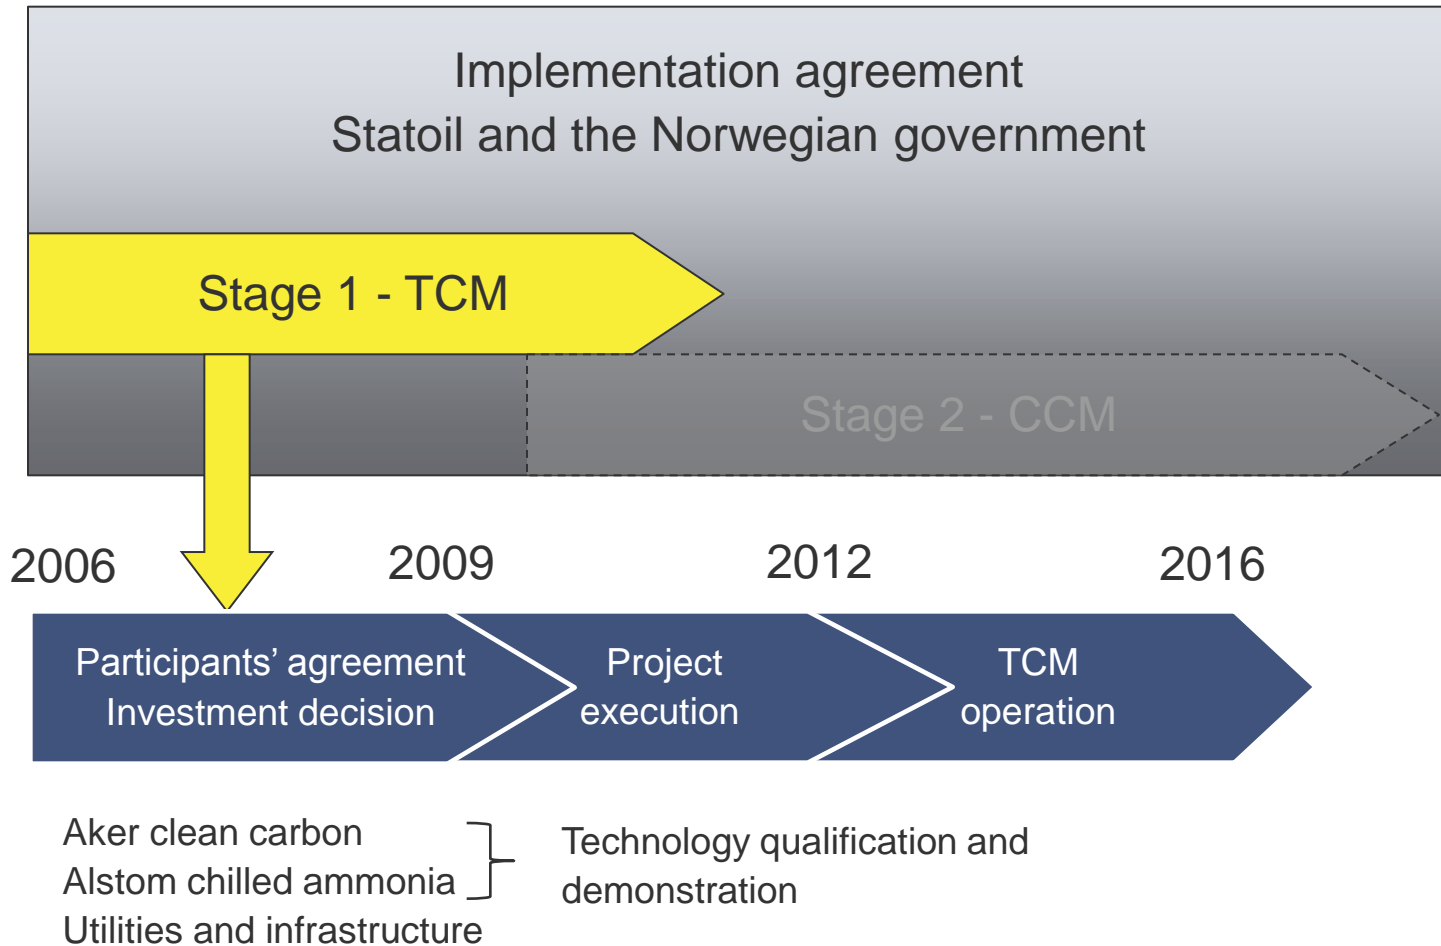 Implementation agreement
Statoil and the Norwegian government
Stage 1 - TCM
Stage 2 - CCM
2006
2009
2012
2016
Participants’ agreement
Investment decision
Project
execution
TCM
operation
Aker clean carbon
Alstom chilled ammonia
Utilities and infrastructure
Technology qualification and
demonstration